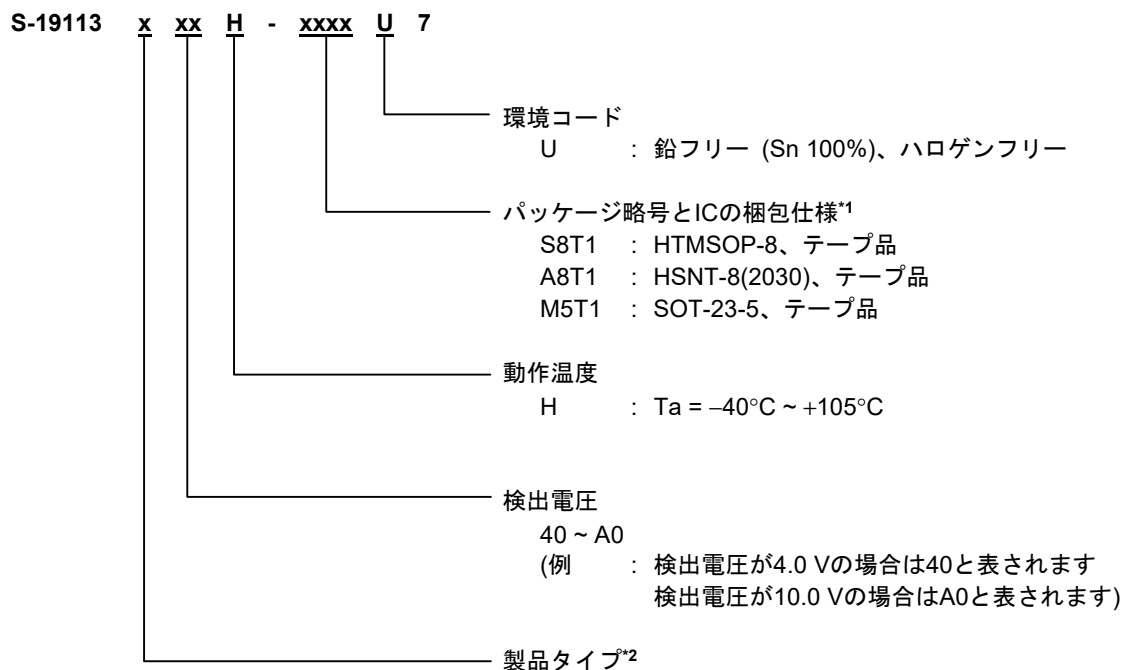 S-19113 x xx H - xxxx U 7
環境コード
U : 鉛フリー (Sn 100%)、ハロゲンフリー
パッケージ略号とICの梱包仕様*1
S8T1 : HTMSOP-8、テープ品
A8T1 : HSNT-8(2030)、テープ品
M5T1 : SOT-23-5、テープ品
動作温度
H : Ta = −40°C ~ +105°C
検出電圧
40 ~ A0
(例 : 検出電圧が4.0 Vの場合は40と表されます
検出電圧が10.0 Vの場合はA0と表されます)
製品タイプ*2